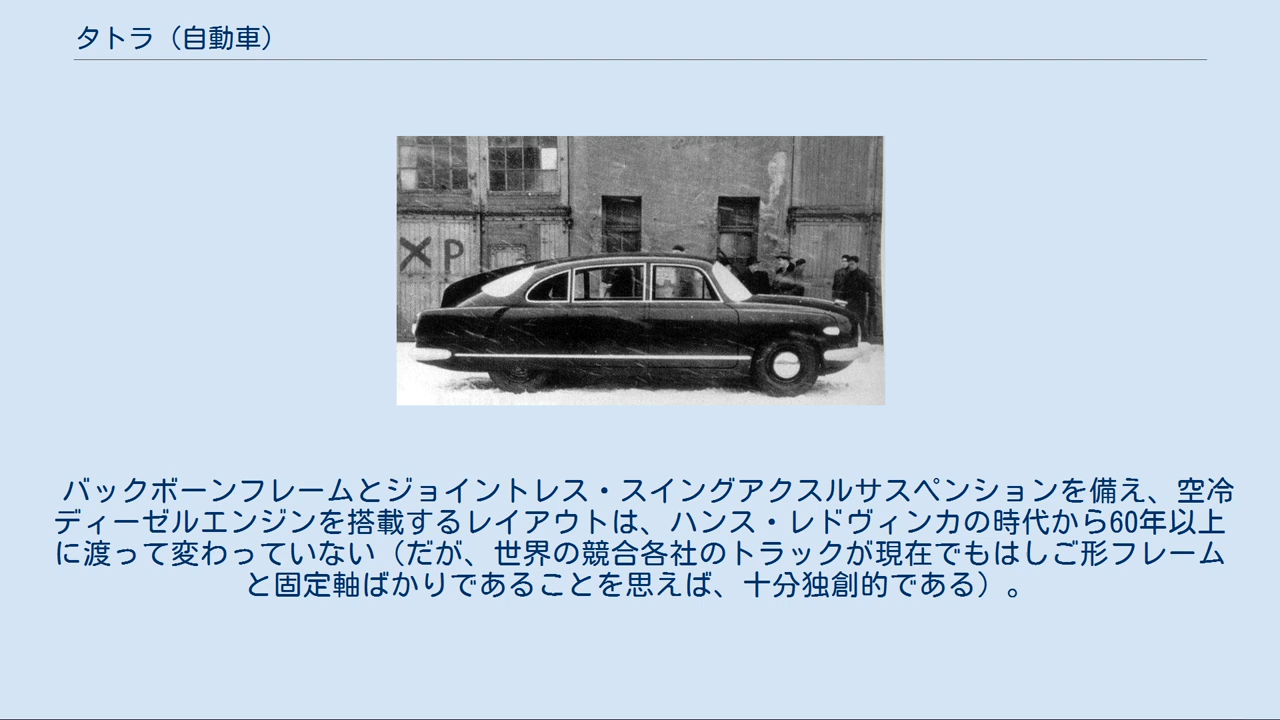 タトラ（自動車）
XP
バックボーンフレームとジョイントレス・スイングアクスルサスペンションを備え、空冷
ディーゼルエンジンを搭載するレイアウトは、ハンス・レドヴィンカの時代から60年以上
に渡って変わっていない（だが、世界の競合各社のトラックが現在でもはしご形フレーム
と固定軸ばかりであることを思えば、十分独創的である）。